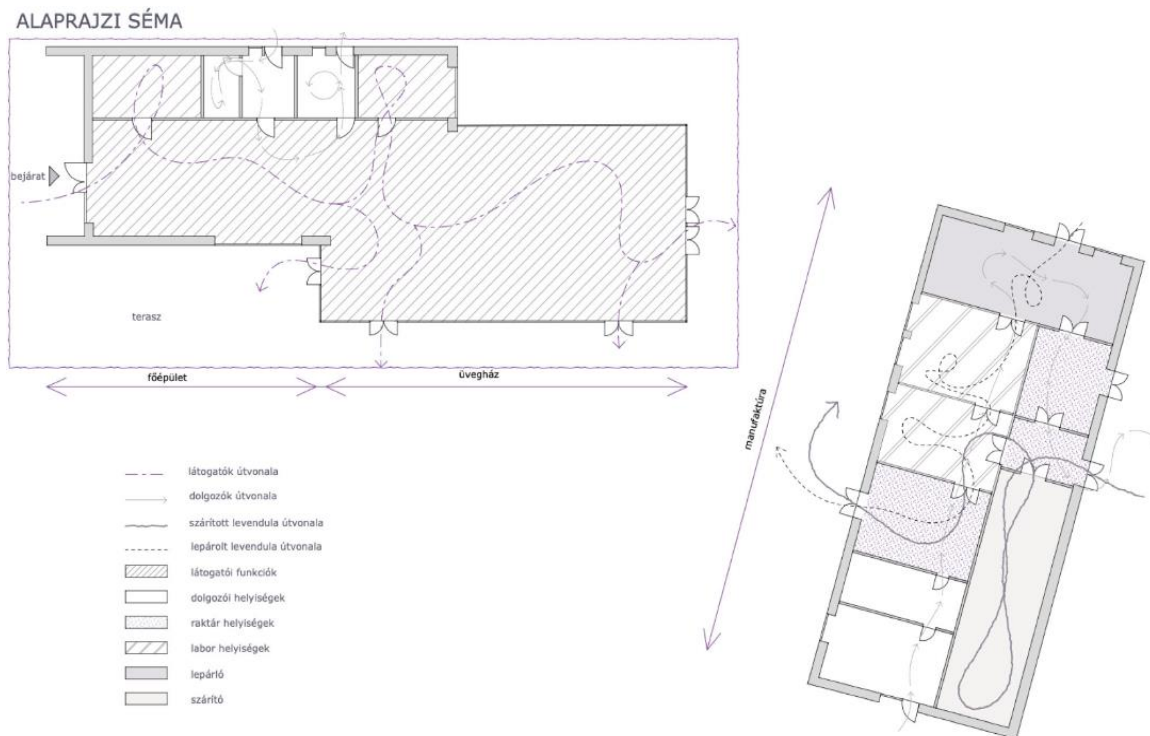 ALAPRAJZI SÉMA
bejárat
terasz
főépület
üvegház
manufaktúra
látogatók útvonala
dolgozók útvonala
szárított levendula útvonala
lepárolt levendula útvonala
látogatói funkciók
dolgozói helyiségek
raktár helyiségek
labor helyiségek
lepárló
szárító